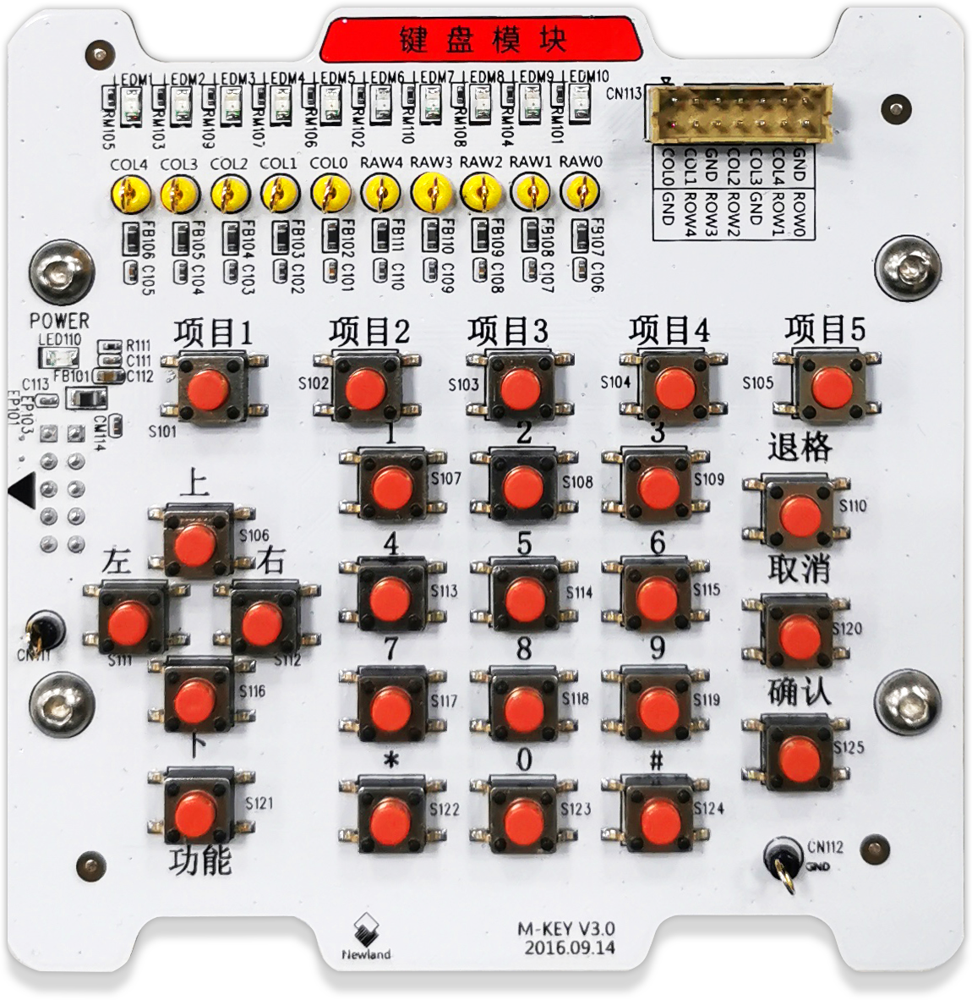 键盘模块
LEDM1 LEDM2 LEDM3 LEDM4 LEDM5 LEDM6 LEDM7 LEDM8 LEDM9 LEDM10
RM105 RM103 RM109 RM107 RM106 RM102 RM110 RM108 RM104 RM101
CN113
COL4 COL3 COL2 COL1 COL0 RAW4 RAW3 RAW2 RAW1 RAW0
COL0 COL1 GND COL2 COL3 COL4 GND
GND ROW4 ROW3 ROW2 GND ROW1 ROW0
FB106 FB105 FB104 FB103 FB102 FB111 FB110 FB109 FB108 FB107
C105 C104 C103 C102 C101 C110 C109 C108 C107 C106
POWER
LED110
R111
C111
FB101 C112
C113
EP101
EP103
CM114
项目1 项目2 项目3 项目4 项目5
S101 S102 S103 S104 S105
1 2 3 退格
S107 S108 S109 S110
上
S106
左 右
4 5 6 取消
S113 S114 S115 S120
S111 S112
7 8 9 确认
S116 S117 S118 S119 S125
下
* 0 #
S121 S122 S123 S124
功能
CN111
CN112
GND
Newland
M-KEY V3.0
2016.09.14